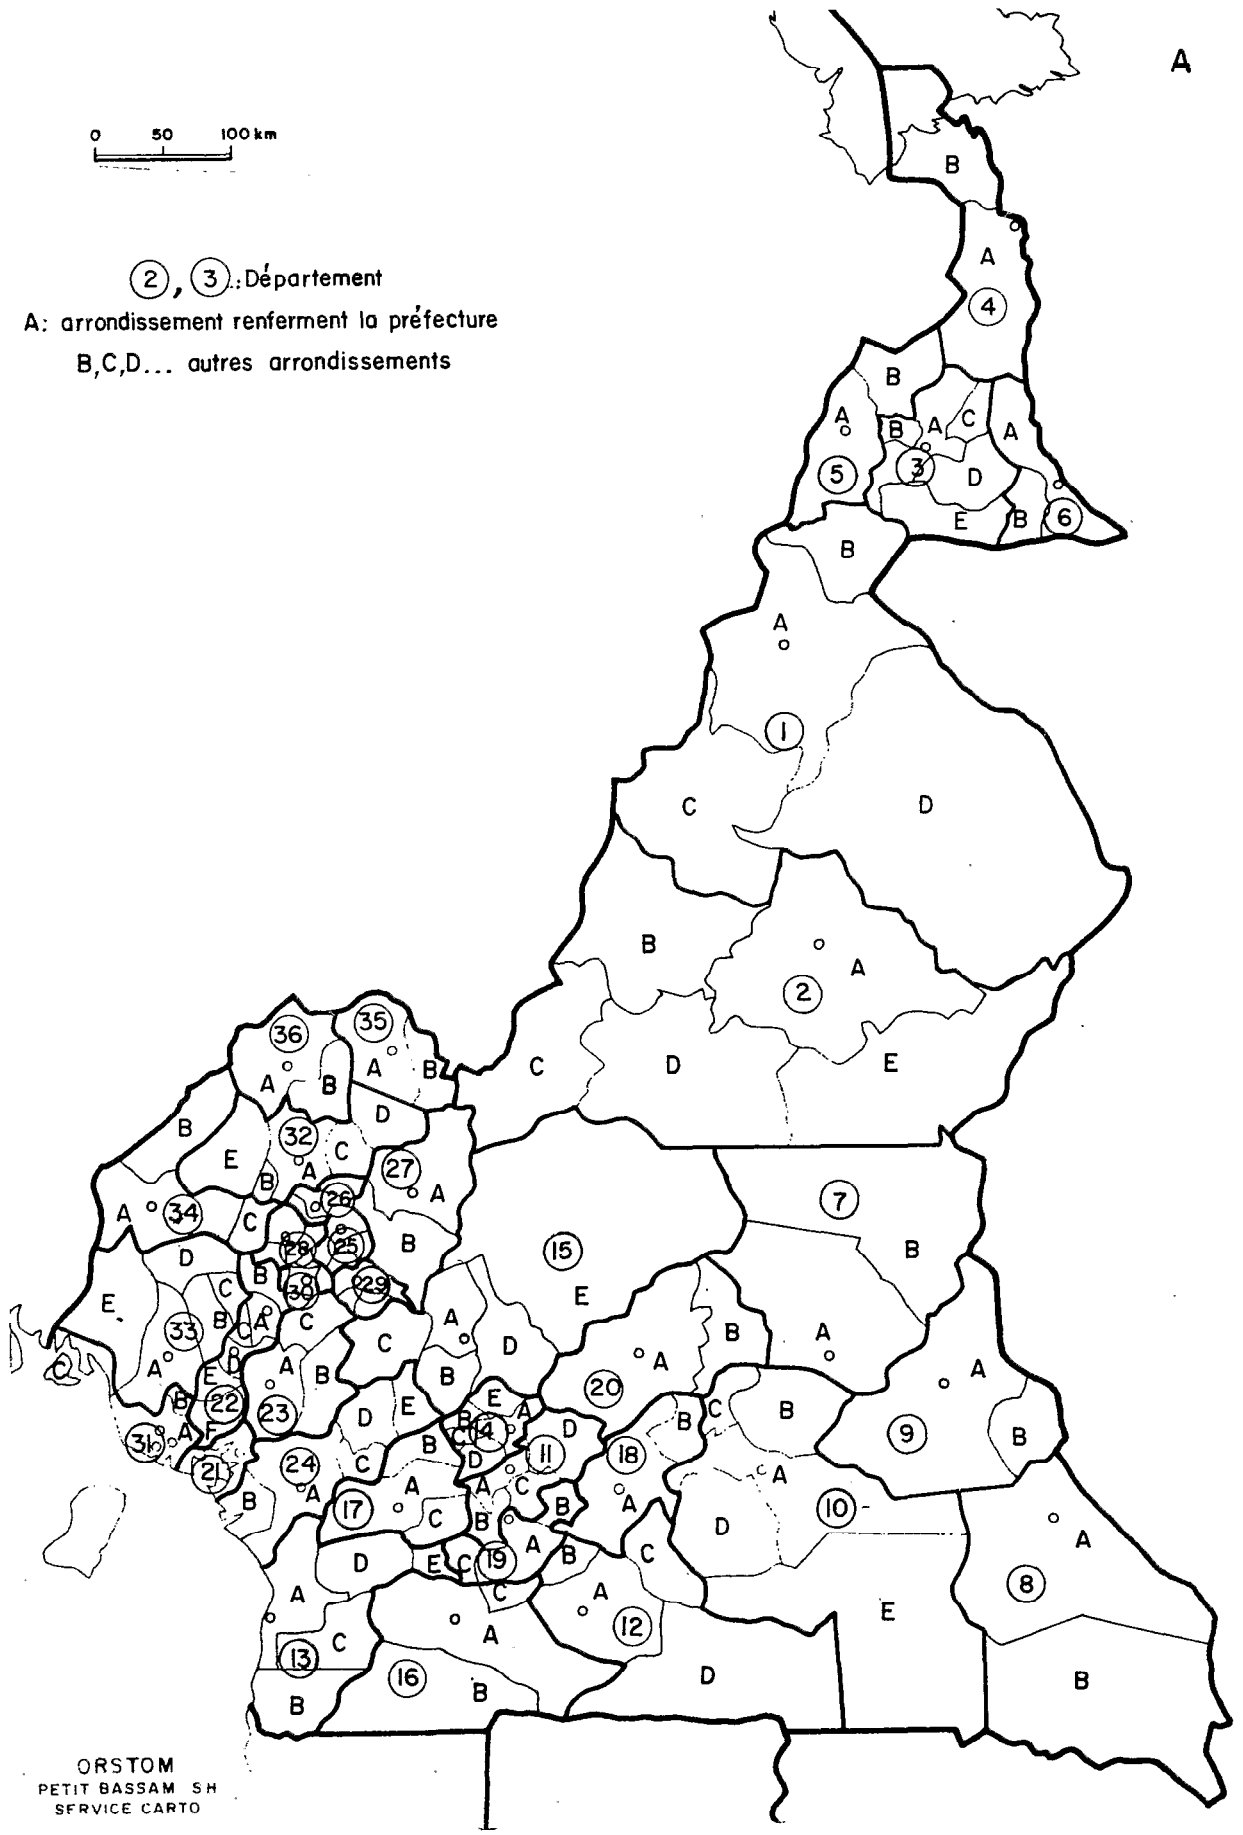 A
0 50 100 km
B
A
4
2, 3 : Département
A: arrondissement renferment la préfecture
B,C,D... autres arrondissements
B
A
B A C A
5 3 D
E B 6
B
A
1
C D
B
2 A
36 35
C D E
A B A B
D
B
32
E C
B A 27
A
26
A 34 C
7
28 25 B
B
D
15
B
30 29
E C
E
33 B C A C
A
D
C
A
B
A
C
D
A B
E
B
20 A
A
22 23
D E
E
A
B
C B
9
B
31 A
F
C 14
D
11
18
B
21 24
C
B
D
A
B A
17
A
C
A C
B
A
10
D
B
A
A
D E C 19 B C
8
A
C
A
12
E
13 C
A
16
B
B
D
B
ORSTOM
PETIT BASSAM SH
SERVICE CARTO